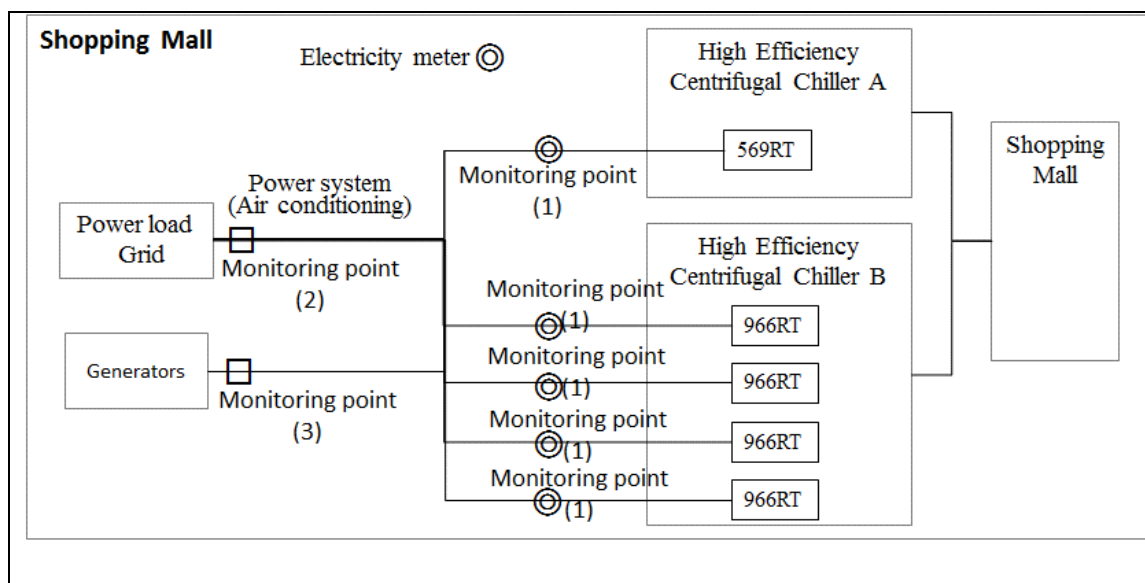 Shopping Mall
Electricity meter
High Efficiency
Centrifugal Chiller A
569RT
Monitoring point
(1)
Shopping
Mall
Power system
(Air conditioning)
Power load
Grid
Monitoring point
(2)
High Efficiency
Centrifugal Chiller B
Monitoring point
(1)
966RT
Monitoring point
(1)
966RT
Generators
Monitoring point
(3)
Monitoring point
(1)
966RT
Monitoring point
(1)
966RT